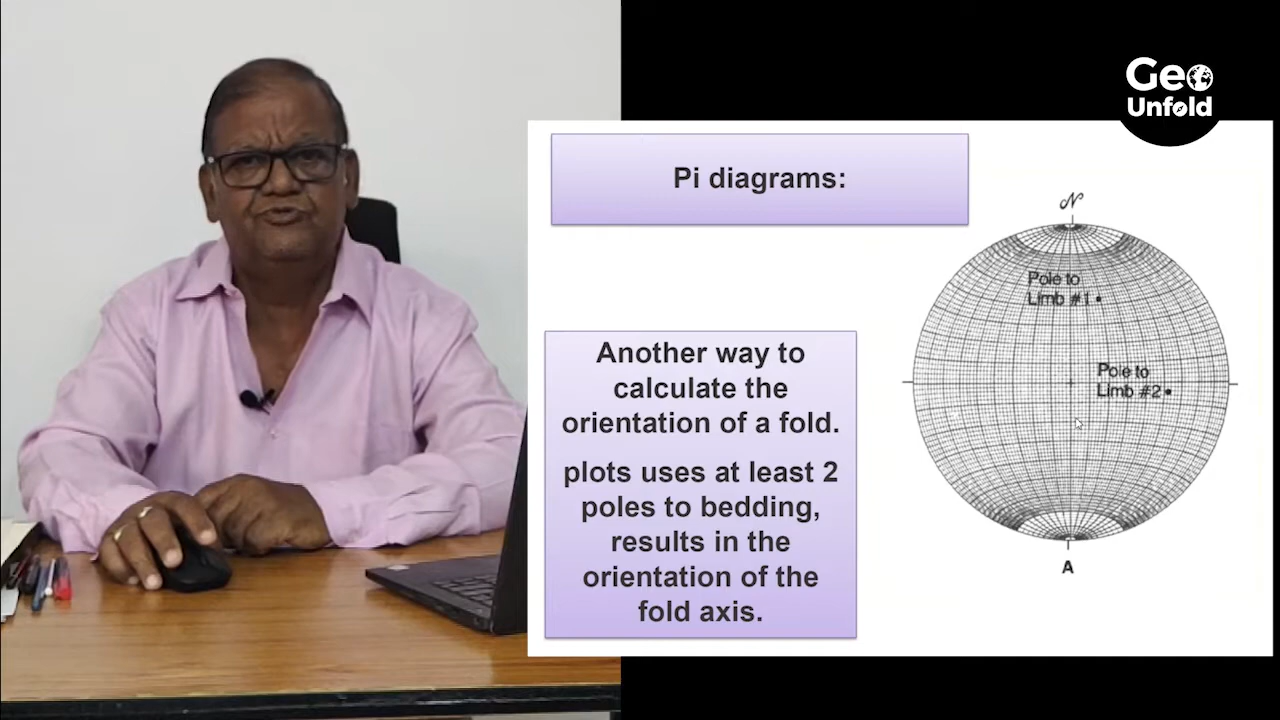 Geo
Unfold
Pi diagrams:
N
Pole to
Limb #1
Pole to
Limb #2
A
Another way to
calculate the
orientation of a fold.
plots uses at least 2
poles to bedding,
results in the
orientation of the
fold axis.